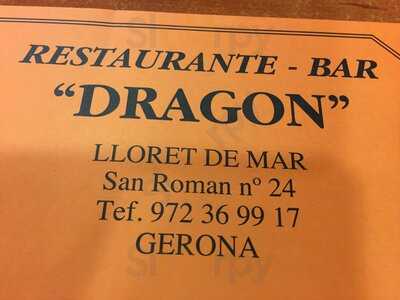 RESTAURANTE - BAR
“DRAGON”
LLORET DE MAR
San Roman nº 24
Tef. 972 36 99 17
GERONA